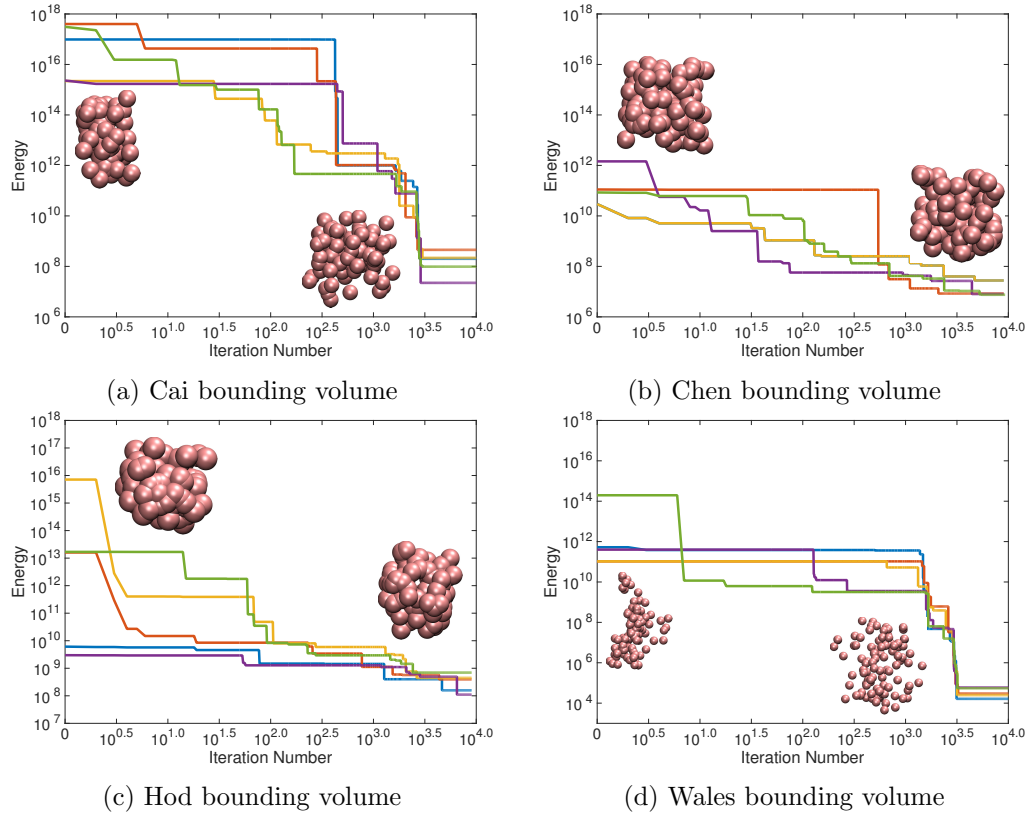 10^18
10^16
10^14
10^12
10^10
10^8
10^6
Energy
0 10^0.5 10^1.0 10^1.5 10^2.0 10^2.5 10^3.0 10^3.5 10^4.0
Iteration Number
(a) Cai bounding volume
10^18
10^16
10^14
10^12
10^10
10^8
10^6
Energy
0 10^0.5 10^1.0 10^1.5 10^2.0 10^2.5 10^3.0 10^3.5 10^4.0
Iteration Number
(b) Chen bounding volume
10^18
10^17
10^16
10^15
10^14
10^13
10^12
10^11
10^10
10^9
10^8
10^7
Energy
0 10^0.5 10^1.0 10^1.5 10^2.0 10^2.5 10^3.0 10^3.5 10^4.0
Iteration Number
(c) Hod bounding volume
10^18
10^16
10^14
10^12
10^10
10^8
10^6
10^4
Energy
0 10^0.5 10^1.0 10^1.5 10^2.0 10^2.5 10^3.0 10^3.5 10^4.0
Iteration Number
(d) Wales bounding volume